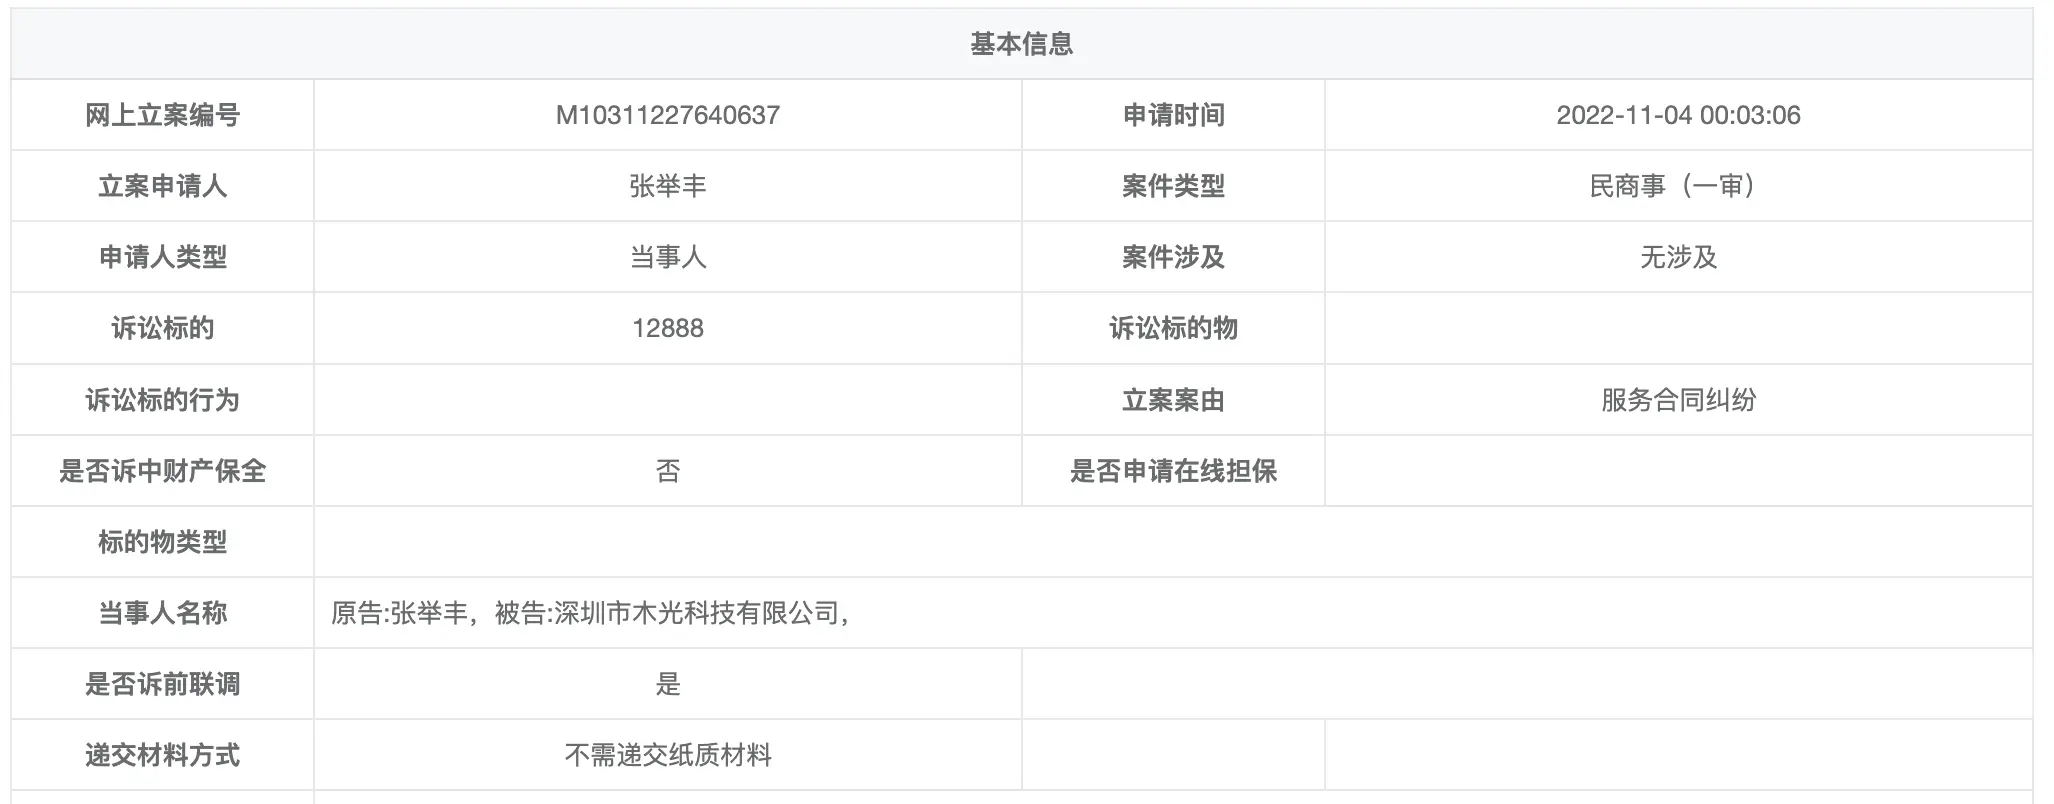 基本信息
网上立案编号 M10311227640637 申请时间 2022-11-04 00:03:06
立案申请人 张举丰 案件类型 民商事（一审）
申请人类型 当事人 案件涉及 无涉及
诉讼标的 12888 诉讼标的物
诉讼标的行为 立案案由 服务合同纠纷
是否诉中财产保全 否 是否申请在线担保
标的物类型
当事人名称 原告:张举丰，被告:深圳市木光科技有限公司，
是否诉前联调 是
递交材料方式 不需递交纸质材料